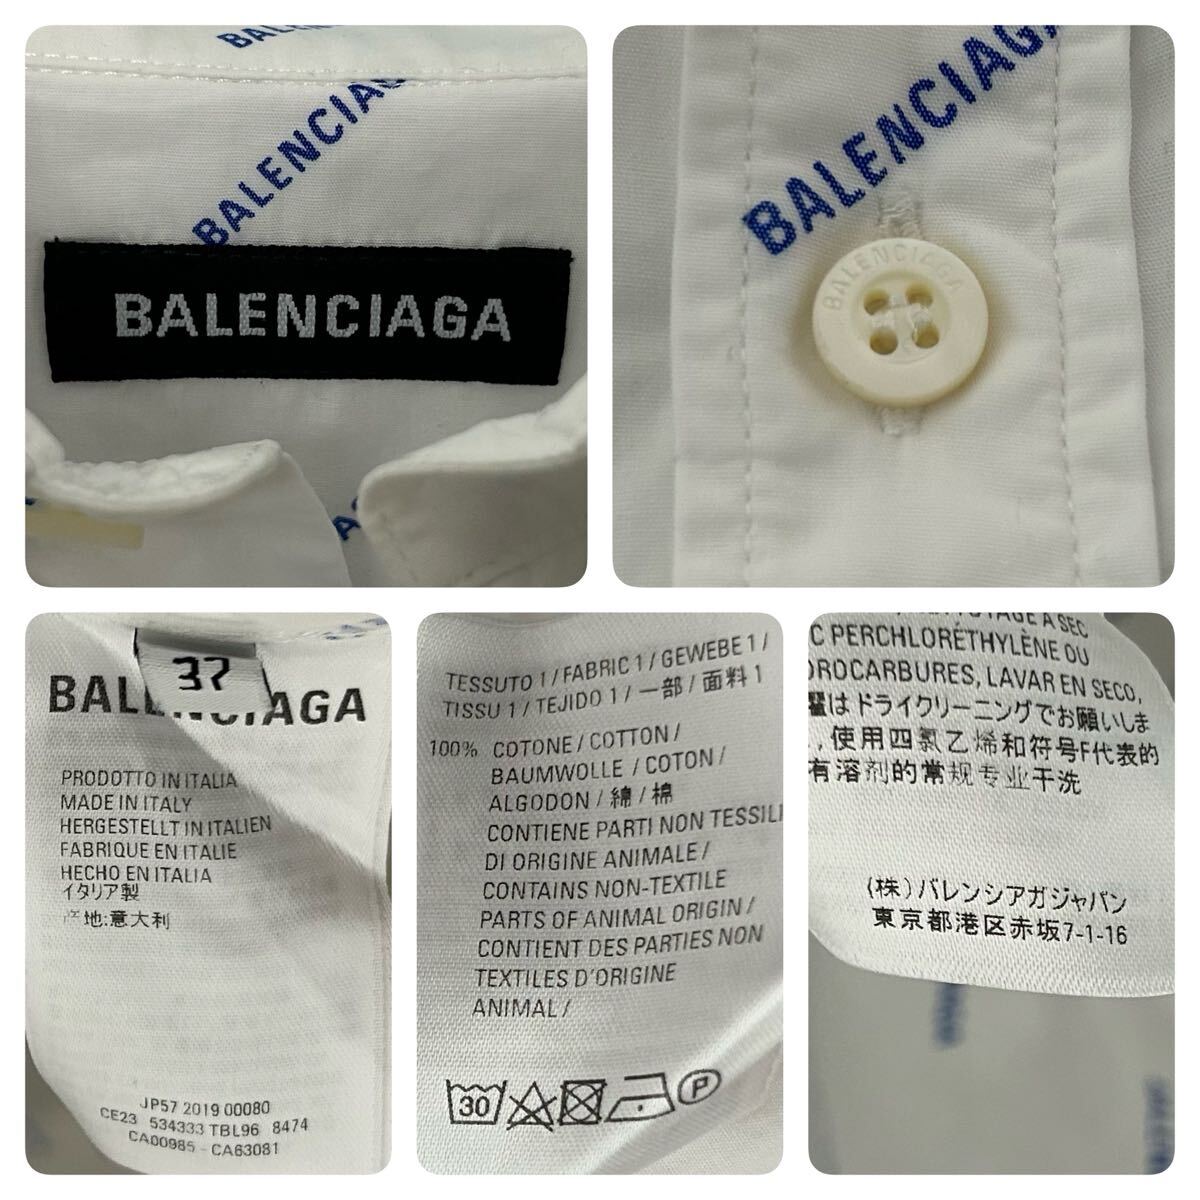 BALENCIAGA
BALENCIAGA
BALENCIAGA
BALENCIAGA
37
PRODOTTO IN ITALIA
MADE IN ITALY
HERGESTELLT IN ITALIEN
FABRIQUE EN ITALIE
HECHO EN ITALIA
イタリア製
产地:意大利
JP57 2019 00080
CE23 534333 TBL96 8474
CA00985 - CA63081
TESSUTO 1 / FABRIC 1 / GEWEBE 1 /
TISSU 1 / TEJIDO 1 / 一部 / 面料 1
100% COTONE / COTTON /
BAUMWOLLE / COTON /
ALGODON / 綿 / 棉
CONTIENE PARTI NON TESSILI
DI ORIGINE ANIMALE /
CONTAINS NON-TEXTILE
PARTS OF ANIMAL ORIGIN /
CONTIENT DES PARTIES NON
TEXTILES D'ORIGINE
ANIMAL /
30 P
A SEC
PERCHLORÉTHYLÈNE OU
LAVAR EN SECO,
はドライクリーニングでお願いしま
, 使用四氯乙烯和符号F代表的
有溶剂的常规专业干洗
(株) バレンシアガジャパン
東京都港区赤坂7-1-16